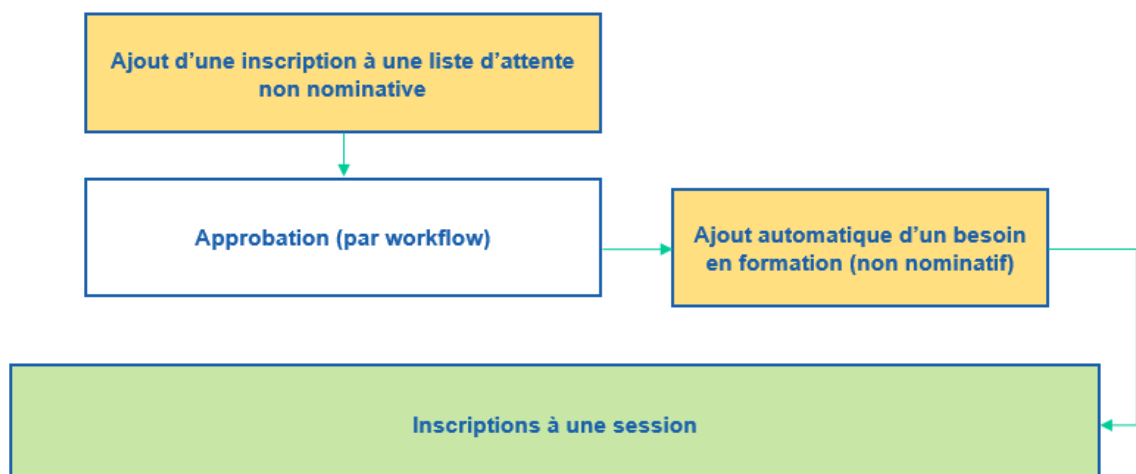 Ajout d’une inscription à une liste d’attente
non nominative
Approbation (par workflow)
Ajout automatique d’un besoin
en formation (non nominatif)
Inscriptions à une session